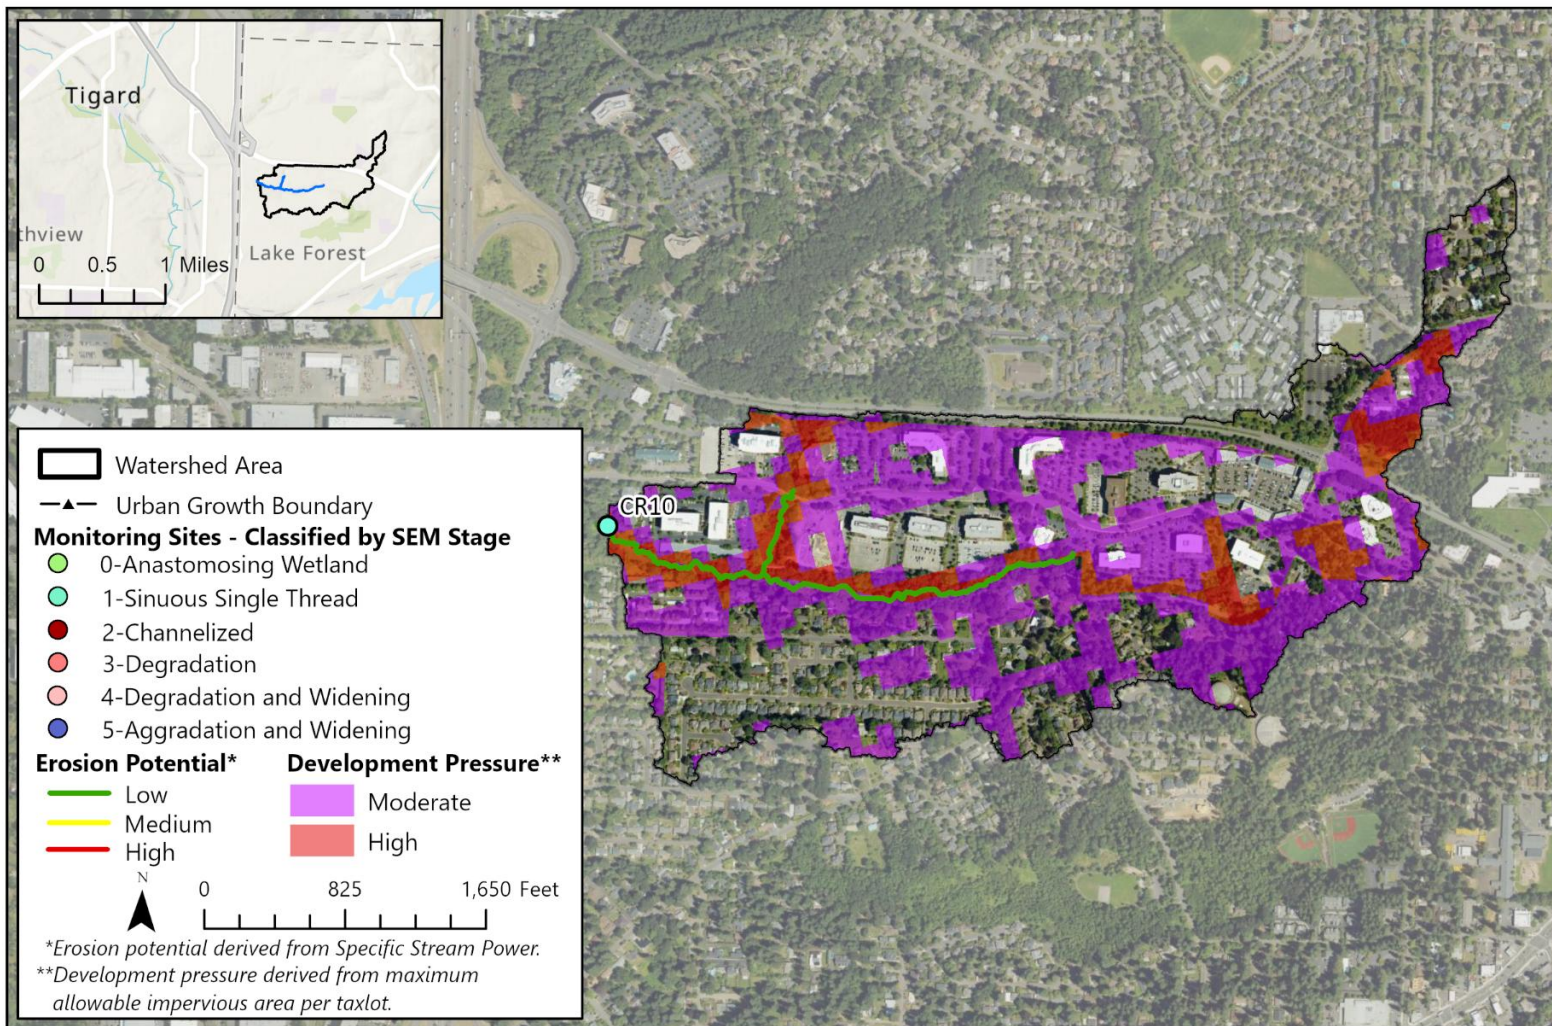 Tigard
thview
Lake Forest
0 0.5 1 Miles
CR10
Watershed Area
Urban Growth Boundary
Monitoring Sites - Classified by SEM Stage
0-Anastomosing Wetland
1-Sinuous Single Thread
2-Channelized
3-Degradation
4-Degradation and Widening
5-Aggradation and Widening
Erosion Potential* Development Pressure**
Low Moderate
Medium
High High
N
0 825 1,650 Feet
*Erosion potential derived from Specific Stream Power.
**Development pressure derived from maximum
allowable impervious area per taxlot.